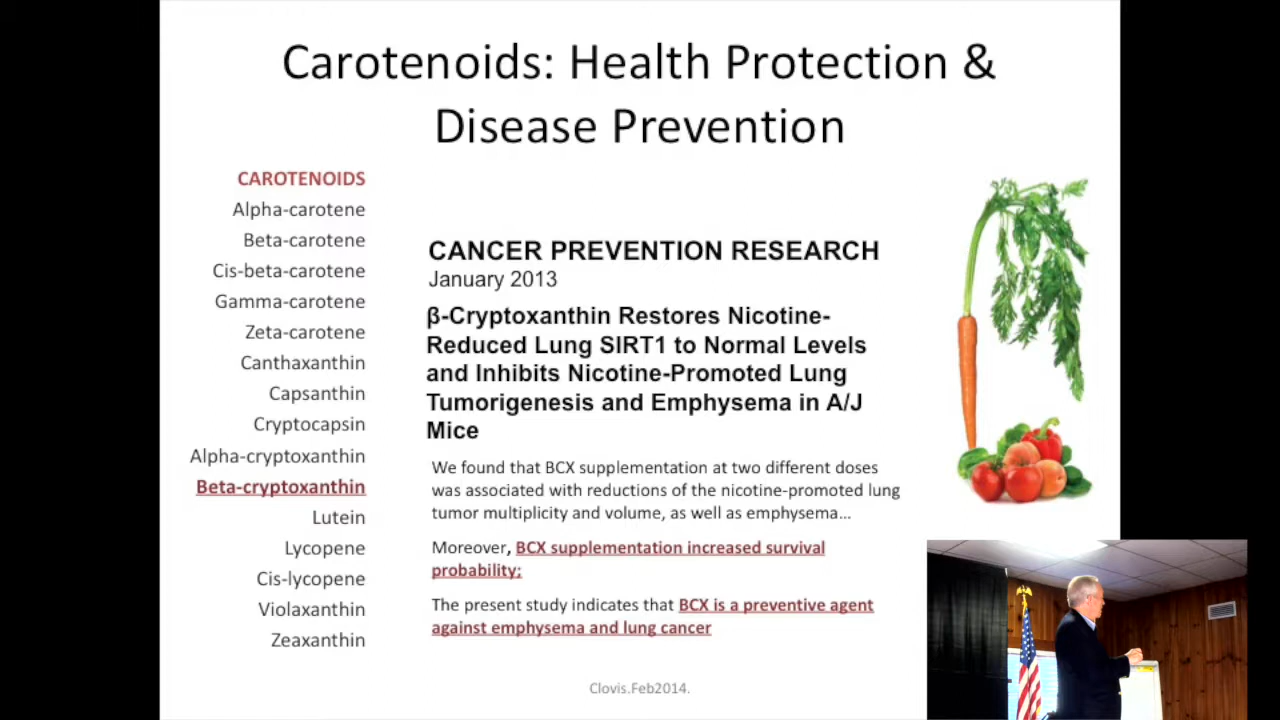 Carotenoids: Health Protection &
Disease Prevention
CAROTENOIDS
Alpha-carotene
Beta-carotene
Cis-beta-carotene
Gamma-carotene
Zeta-carotene
Canthaxanthin
Capsanthin
Cryptocapsin
Alpha-cryptoxanthin
Beta-cryptoxanthin
Lutein
Lycopene
Cis-lycopene
Violaxanthin
Zeaxanthin
CANCER PREVENTION RESEARCH
January 2013
β-Cryptoxanthin Restores Nicotine-
Reduced Lung SIRT1 to Normal Levels
and Inhibits Nicotine-Promoted Lung
Tumorigenesis and Emphysema in A/J
Mice
We found that BCX supplementation at two different doses
was associated with reductions of the nicotine-promoted lung
tumor multiplicity and volume, as well as emphysema…
Moreover, BCX supplementation increased survival
probability;
The present study indicates that BCX is a preventive agent
against emphysema and lung cancer
Clovis.Feb2014.